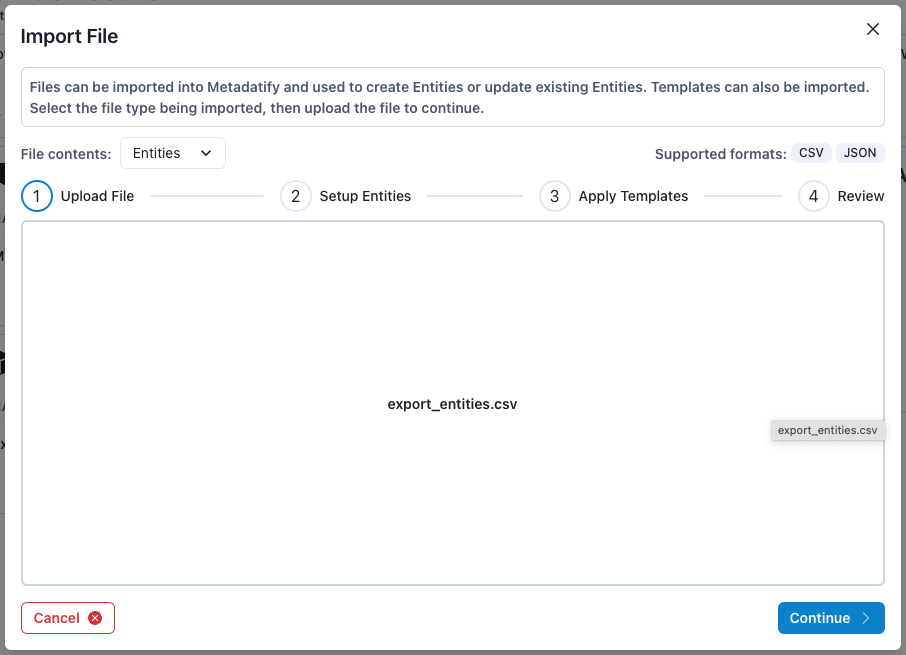 Import File
Files can be imported into Metadatify and used to create Entities or update existing Entities. Templates can also be imported.
Select the file type being imported, then upload the file to continue.
File contents: Entities
Supported formats: CSV JSON
1 Upload File 2 Setup Entities 3 Apply Templates 4 Review
export_entities.csv
export_entities.csv
Cancel
Continue